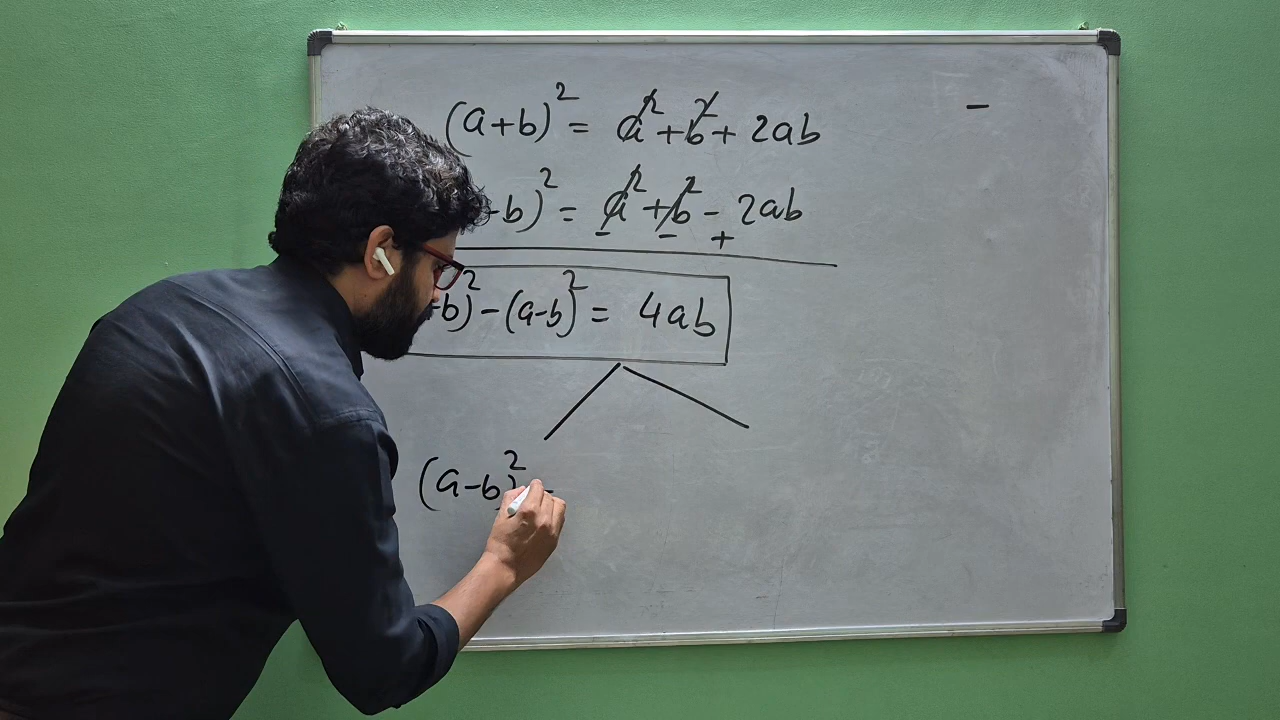 (a+b)² = a²+b²+ 2ab
-b)² = a²+b² - 2ab
- - +
+b)²-(a-b)² = 4ab
(a-b)² =